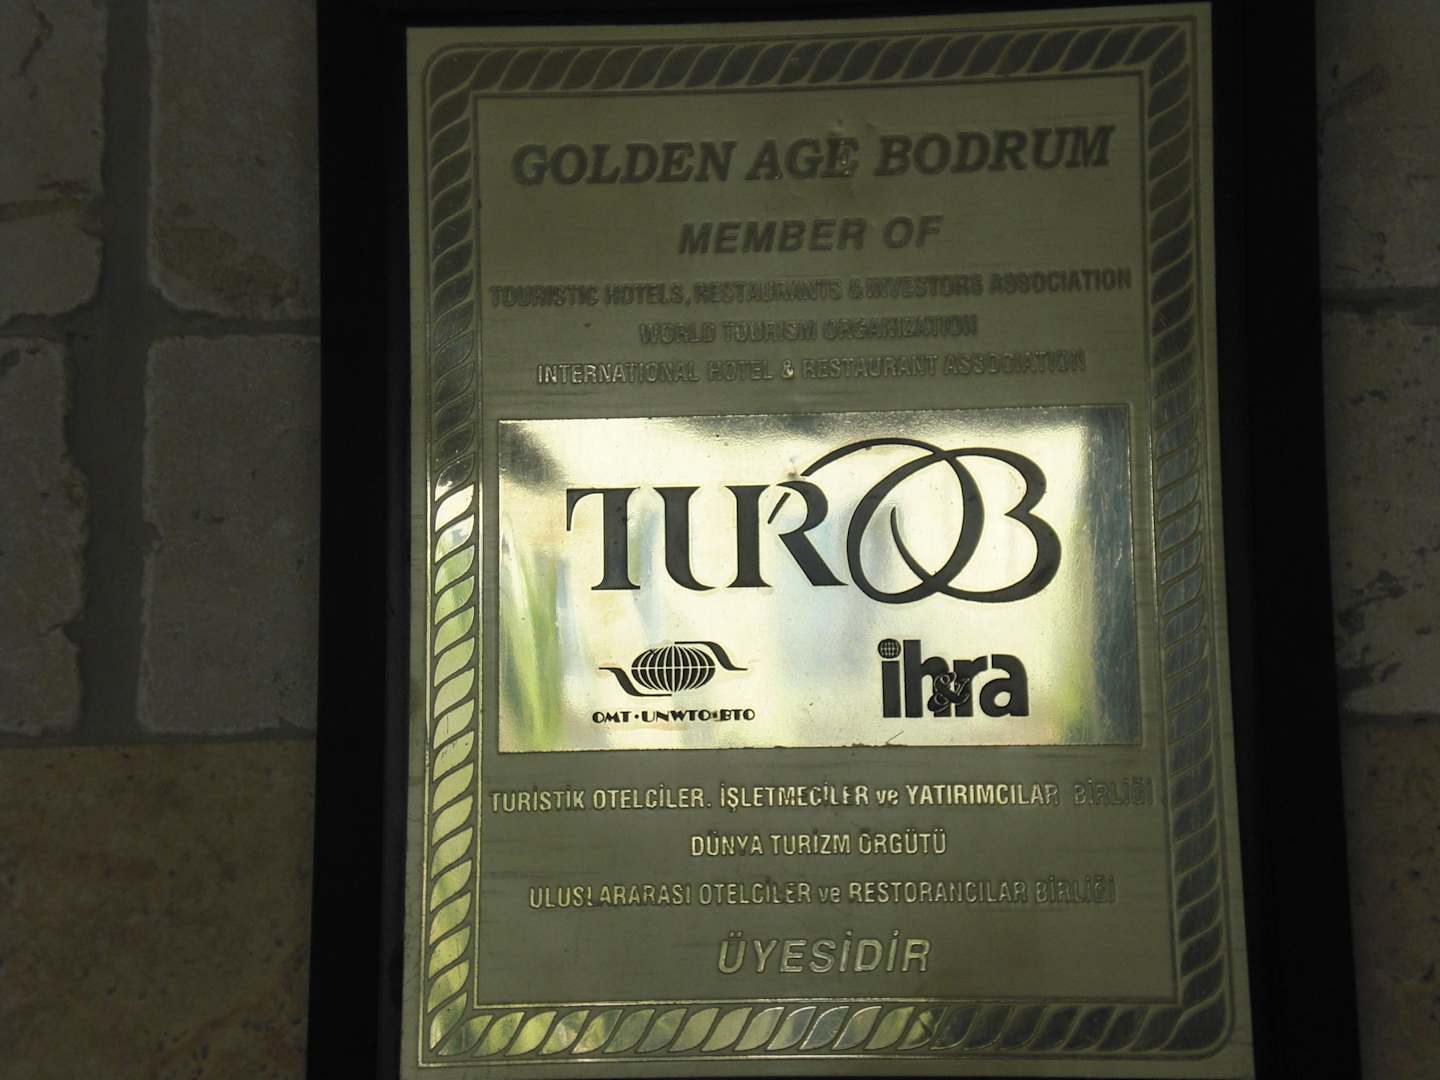 GOLDEN AGE BODRUM
MEMBER OF
TOURISTIC HOTELS, RESTAURANTS & INVESTORS ASSOCIATION
WORLD TOURISM ORGANIZATION
INTERNATIONAL HOTEL & RESTAURANT ASSOCIATION
TUROB
OMT•UNWTO•BTO
ih&ra
TURİSTİK OTELCİLER. İŞLETMECİLER ve YATIRIMCILAR BİRLİĞİ
DÜNYA TURİZM ÖRGÜTÜ
ULUSLARARASI OTELCİLER ve RESTORANCILAR BİRLİĞİ
ÜYESİDİR